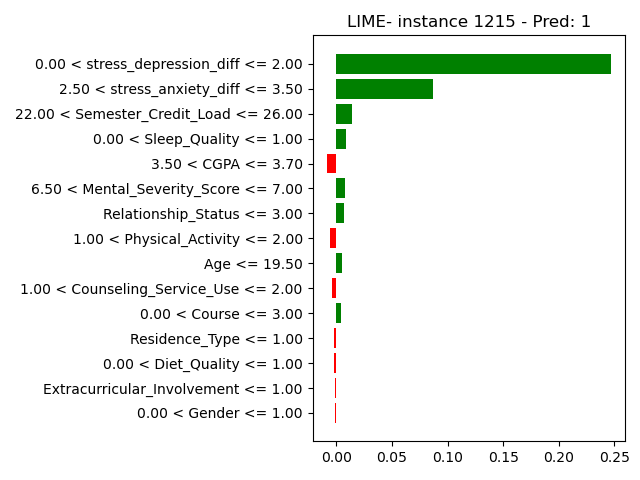 LIME- instance 1215 - Pred: 1
0.00 < stress_depression_diff <= 2.00
2.50 < stress_anxiety_diff <= 3.50
22.00 < Semester_Credit_Load <= 26.00
0.00 < Sleep_Quality <= 1.00
3.50 < CGPA <= 3.70
6.50 < Mental_Severity_Score <= 7.00
Relationship_Status <= 3.00
1.00 < Physical_Activity <= 2.00
Age <= 19.50
1.00 < Counseling_Service_Use <= 2.00
0.00 < Course <= 3.00
Residence_Type <= 1.00
0.00 < Diet_Quality <= 1.00
Extracurricular_Involvement <= 1.00
0.00 < Gender <= 1.00
0.00 0.05 0.10 0.15 0.20 0.25